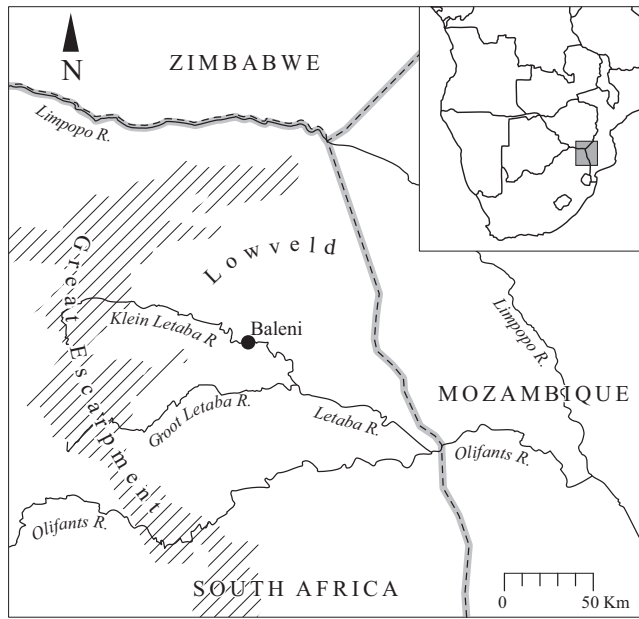 N
ZIMBABWE
Limpopo R.
Lowveld
Great Escarpment
Klein Letaba R
Baleni
Limpopo R.
MOZAMBIQUE
Groot Letaba R.
Letaba R.
Olifants R.
Olifants R.
SOUTH AFRICA
0 50 Km